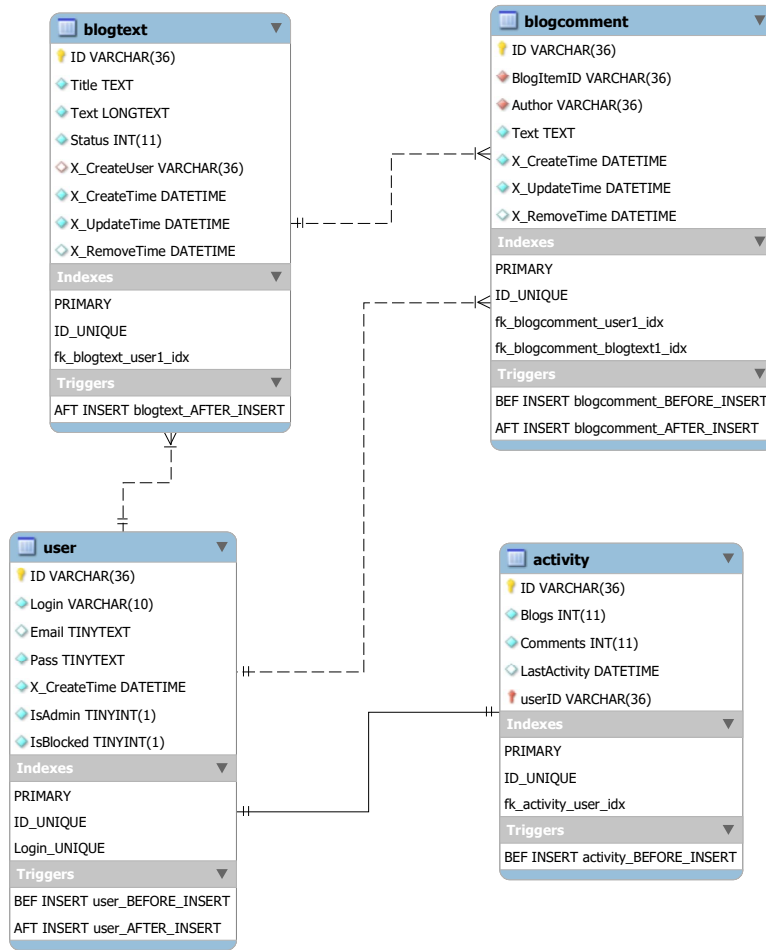 blogtext
ID VARCHAR(36)
Title TEXT
Text LONGTEXT
Status INT(11)
X_CreateUser VARCHAR(36)
X_CreateTime DATETIME
X_UpdateTime DATETIME
X_RemoveTime DATETIME
Indexes
PRIMARY
ID_UNIQUE
fk_blogtext_user1_idx
Triggers
AFT INSERT blogtext_AFTER_INSERT
blogcomment
ID VARCHAR(36)
BlogItemID VARCHAR(36)
Author VARCHAR(36)
Text TEXT
X_CreateTime DATETIME
X_UpdateTime DATETIME
X_RemoveTime DATETIME
Indexes
PRIMARY
ID_UNIQUE
fk_blogcomment_user1_idx
fk_blogcomment_blogtext1_idx
Triggers
BEF INSERT blogcomment_BEFORE_INSERT
AFT INSERT blogcomment_AFTER_INSERT
user
ID VARCHAR(36)
Login VARCHAR(10)
Email TINYTEXT
Pass TINYTEXT
X_CreateTime DATETIME
IsAdmin TINYINT(1)
IsBlocked TINYINT(1)
Indexes
PRIMARY
ID_UNIQUE
Login_UNIQUE
Triggers
BEF INSERT user_BEFORE_INSERT
AFT INSERT user_AFTER_INSERT
activity
ID VARCHAR(36)
Blogs INT(11)
Comments INT(11)
LastActivity DATETIME
userID VARCHAR(36)
Indexes
PRIMARY
ID_UNIQUE
fk_activity_user_idx
Triggers
BEF INSERT activity_BEFORE_INSERT